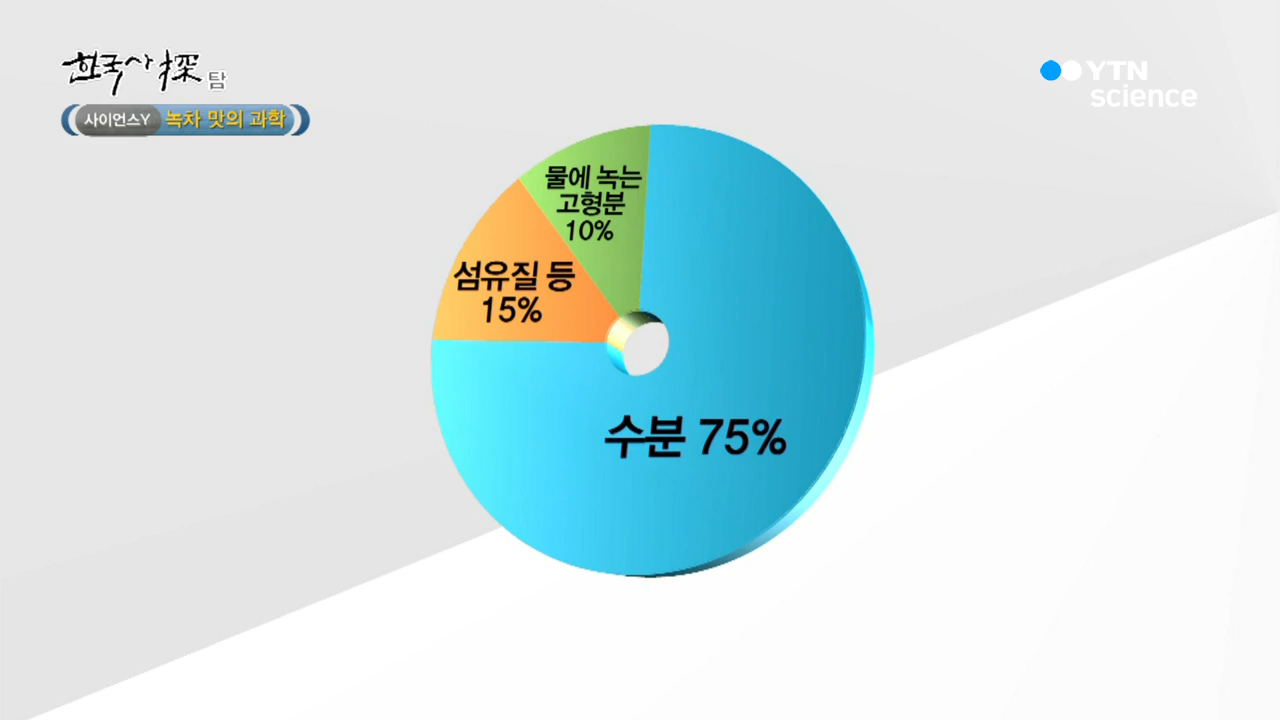 한국사 探 탐
사이언스Y 녹차 맛의 과학
YTN
science
물에 녹는
고형분
10%
섬유질 등
15%
수분 75%